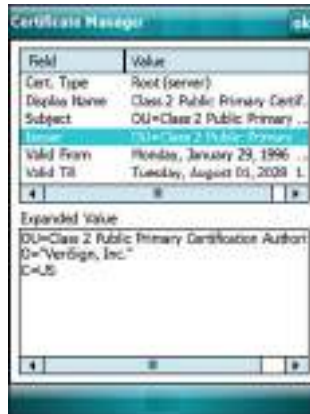 Certificate Manager ok
Field Value
Cert. Type Root (server)
Display Name Class 2 Public Primary Certif.
Subject OU=Class 2 Public Primary ...
Issuer OU=Class 2 Public Primary ...
Valid From Monday, January 29, 1996 ...
Valid Till Tuesday, August 01, 2028 1.
Expanded Value
OU=Class 2 Public Primary Certification Authori
O="VeriSign, Inc."
C=US